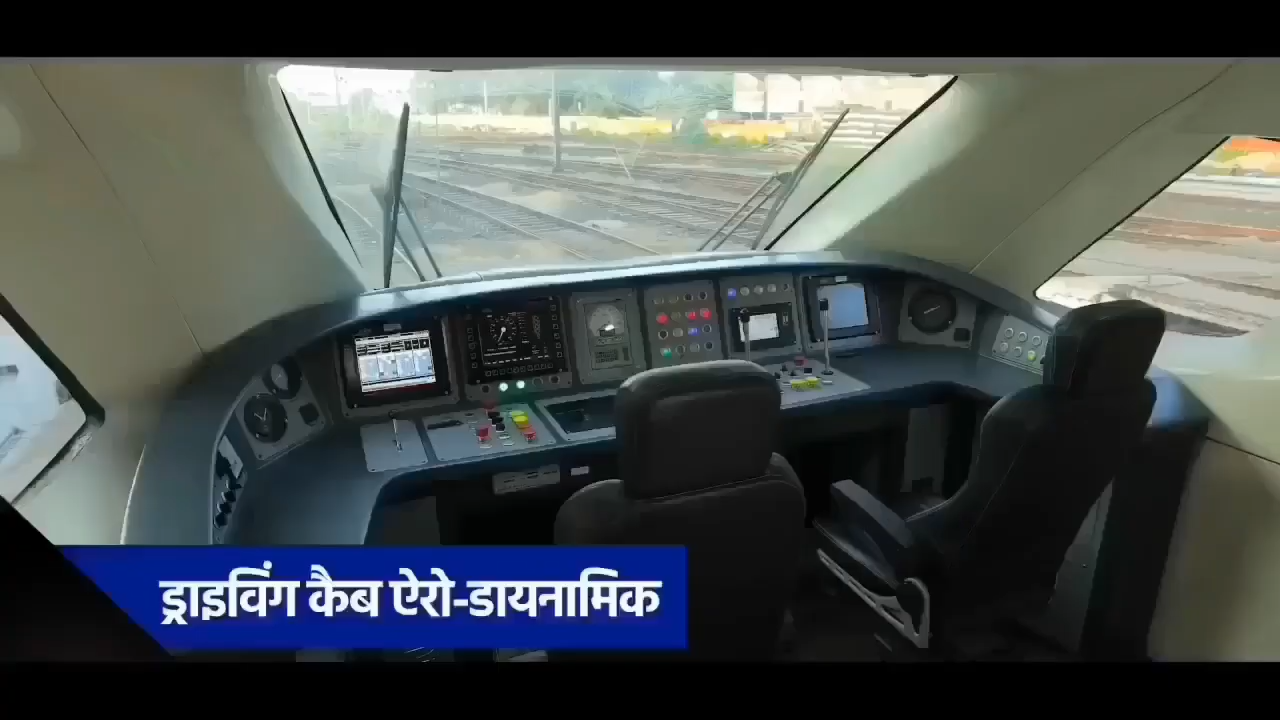 ड्राइविंग कैब ऐरो-डायनामिक